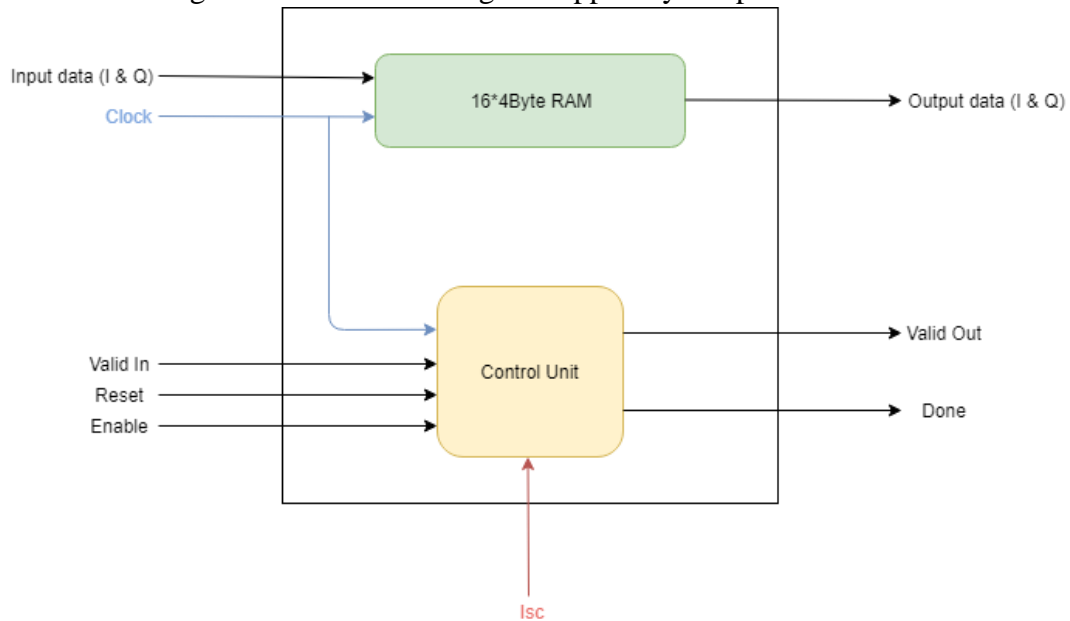 Input data (I & Q)
16*4Byte RAM
Output data (I & Q)
Clock
Valid In
Reset
Enable
Control Unit
Valid Out
Done
Isc